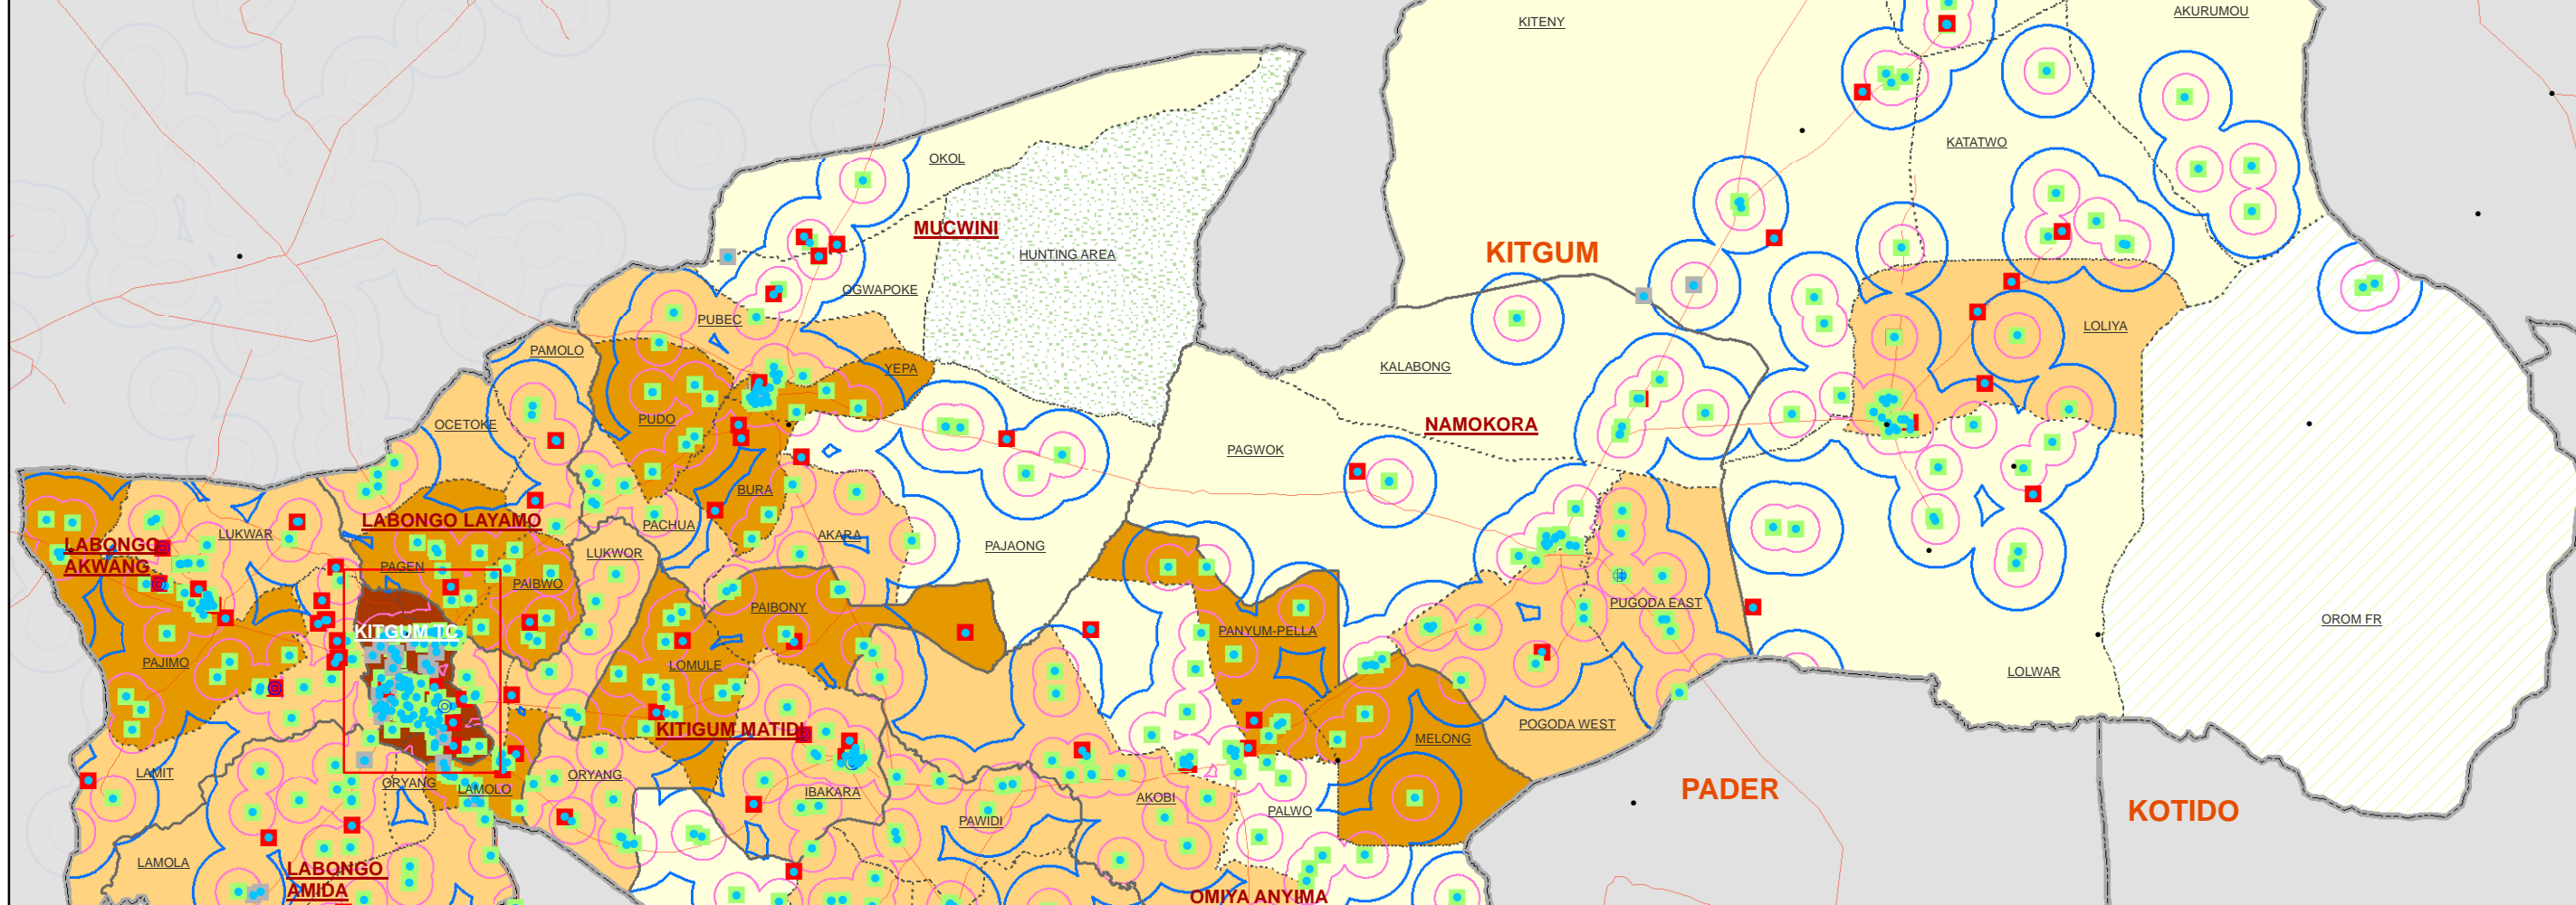 KITENY
AKURUMOU
KATATWO
OKOL
MUCWINI
HUNTING AREA
KITGUM
OGWAPOKE
PUBEC
LOLIYA
PAMOLO
YEPA
KALABONG
PUDO
OCETOKE
NAMOKORA
PAGWOK
BURA
LABONGO LAYAMO
PACHUA
LUKWAR
AKARA
LABONGO
AKWANG
LUKWOR
PAJAONG
PAGEN
PAIBWO
PAIBONY
PUGODA EAST
OROM FR
KITGUM TC
PANYUM-PELLA
PAJIMO
LOMULE
LOLWAR
KITIGUM MATIDI
POGODA WEST
MELONG
LAMIT
ORYANG
ORYANG
LAMOLO
IBAKARA
AKOBI
PADER
PALWO
PAWIDI
KOTIDO
LAMOLA
LABONGO
AMIDA
OMIYA ANYIMA